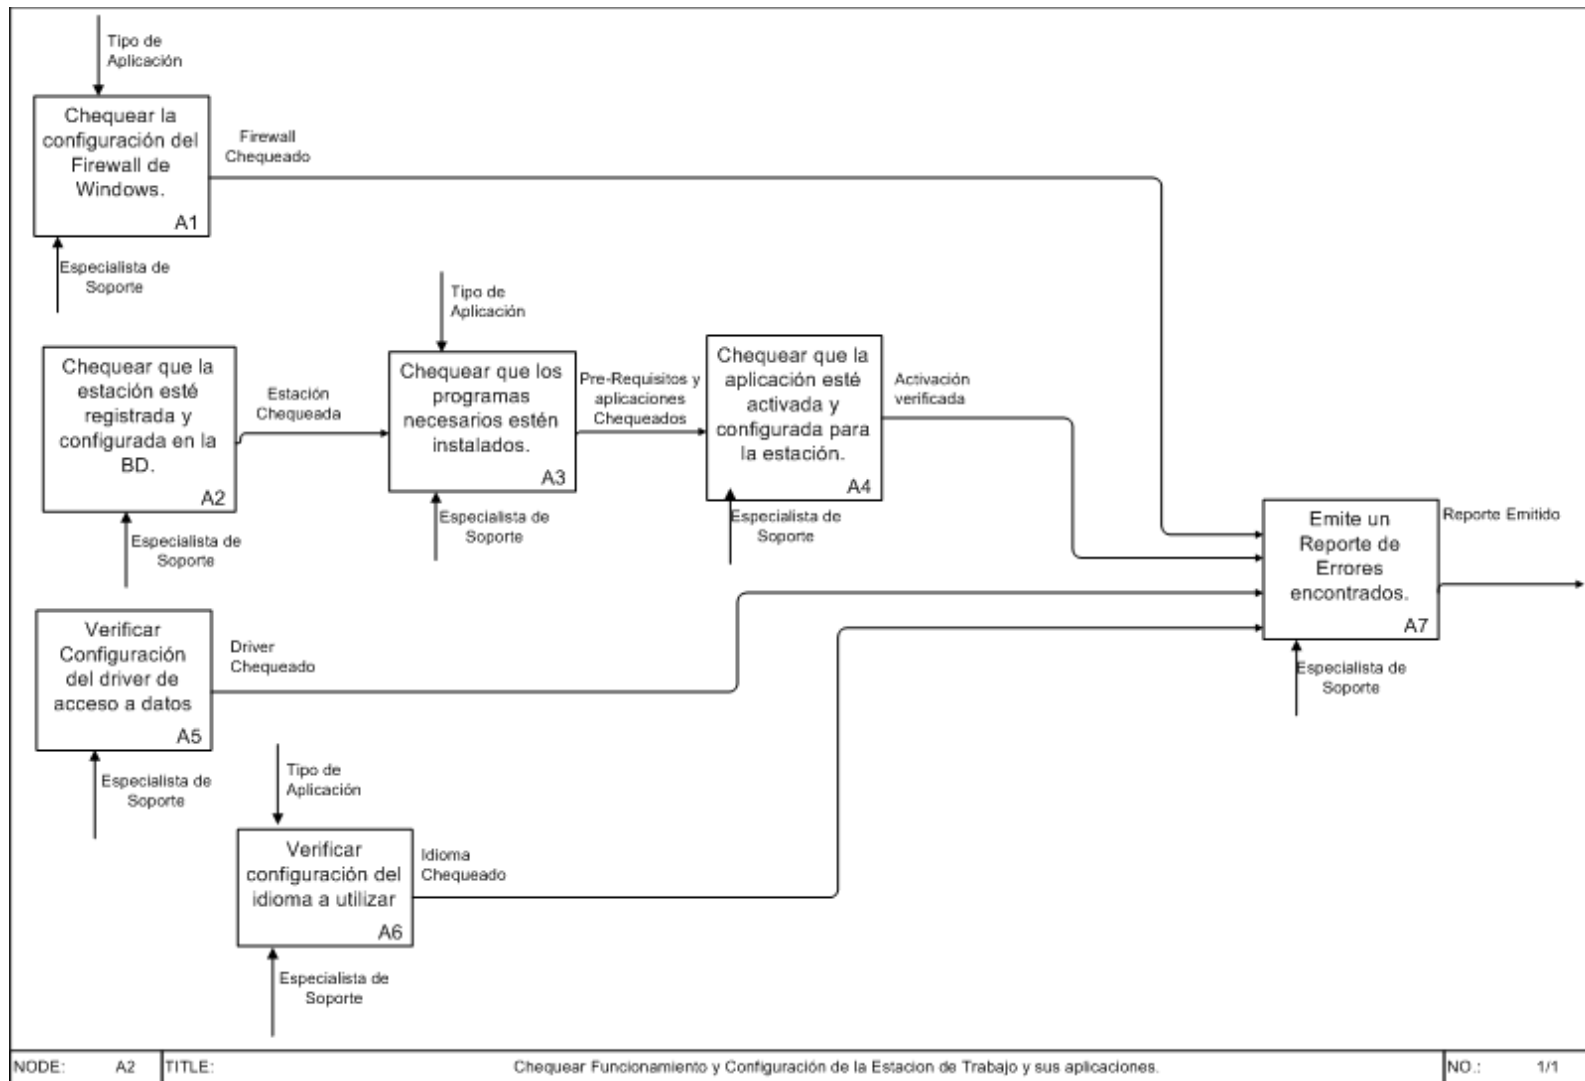 Tipo de
Aplicación
Chequear la
configuración del
Firewall de
Windows.
A1
Firewall
Chequeado
Especialista de
Soporte
Chequear que la
estación esté
registrada y
configurada en la
BD.
A2
Estación
Chequeada
Especialista de
Soporte
Tipo de
Aplicación
Chequear que los
programas
necesarios estén
instalados.
A3
Pre-Requisitos y
aplicaciones
Chequeados
Especialista de
Soporte
Chequear que la
aplicación esté
activada y
configurada para
la estación.
A4
Activación
verificada
Especialista de
Soporte
Verificar
Configuración
del driver de
acceso a datos
A5
Driver
Chequeado
Especialista de
Soporte
Tipo de
Aplicación
Verificar
configuración del
idioma a utilizar
A6
Idioma
Chequeado
Especialista de
Soporte
Emite un
Reporte de
Errores
encontrados.
A7
Reporte Emitido
Especialista de
Soporte
NODE: A2
TITLE: Chequear Funcionamiento y Configuración de la Estacion de Trabajo y sus aplicaciones.
NO.: 1/1